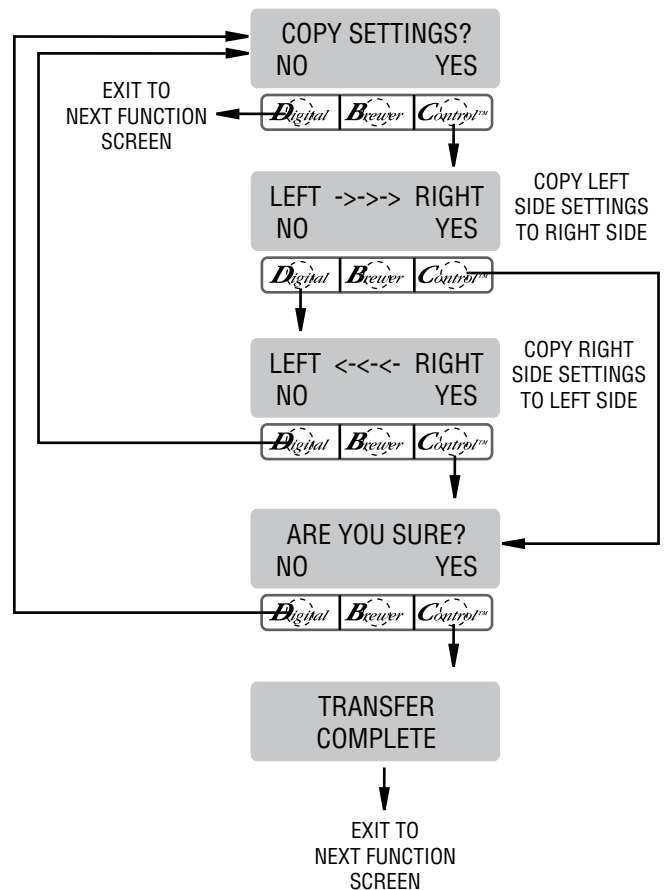 COPY SETTINGS?
NO YES
EXIT TO
NEXT FUNCTION
SCREEN
Digital Brewer Control™
LEFT ->->-> RIGHT
NO YES
COPY LEFT
SIDE SETTINGS
TO RIGHT SIDE
Digital Brewer Control™
LEFT <-<-<- RIGHT
NO YES
COPY RIGHT
SIDE SETTINGS
TO LEFT SIDE
Digital Brewer Control™
ARE YOU SURE?
NO YES
Digital Brewer Control™
TRANSFER
COMPLETE
EXIT TO
NEXT FUNCTION
SCREEN